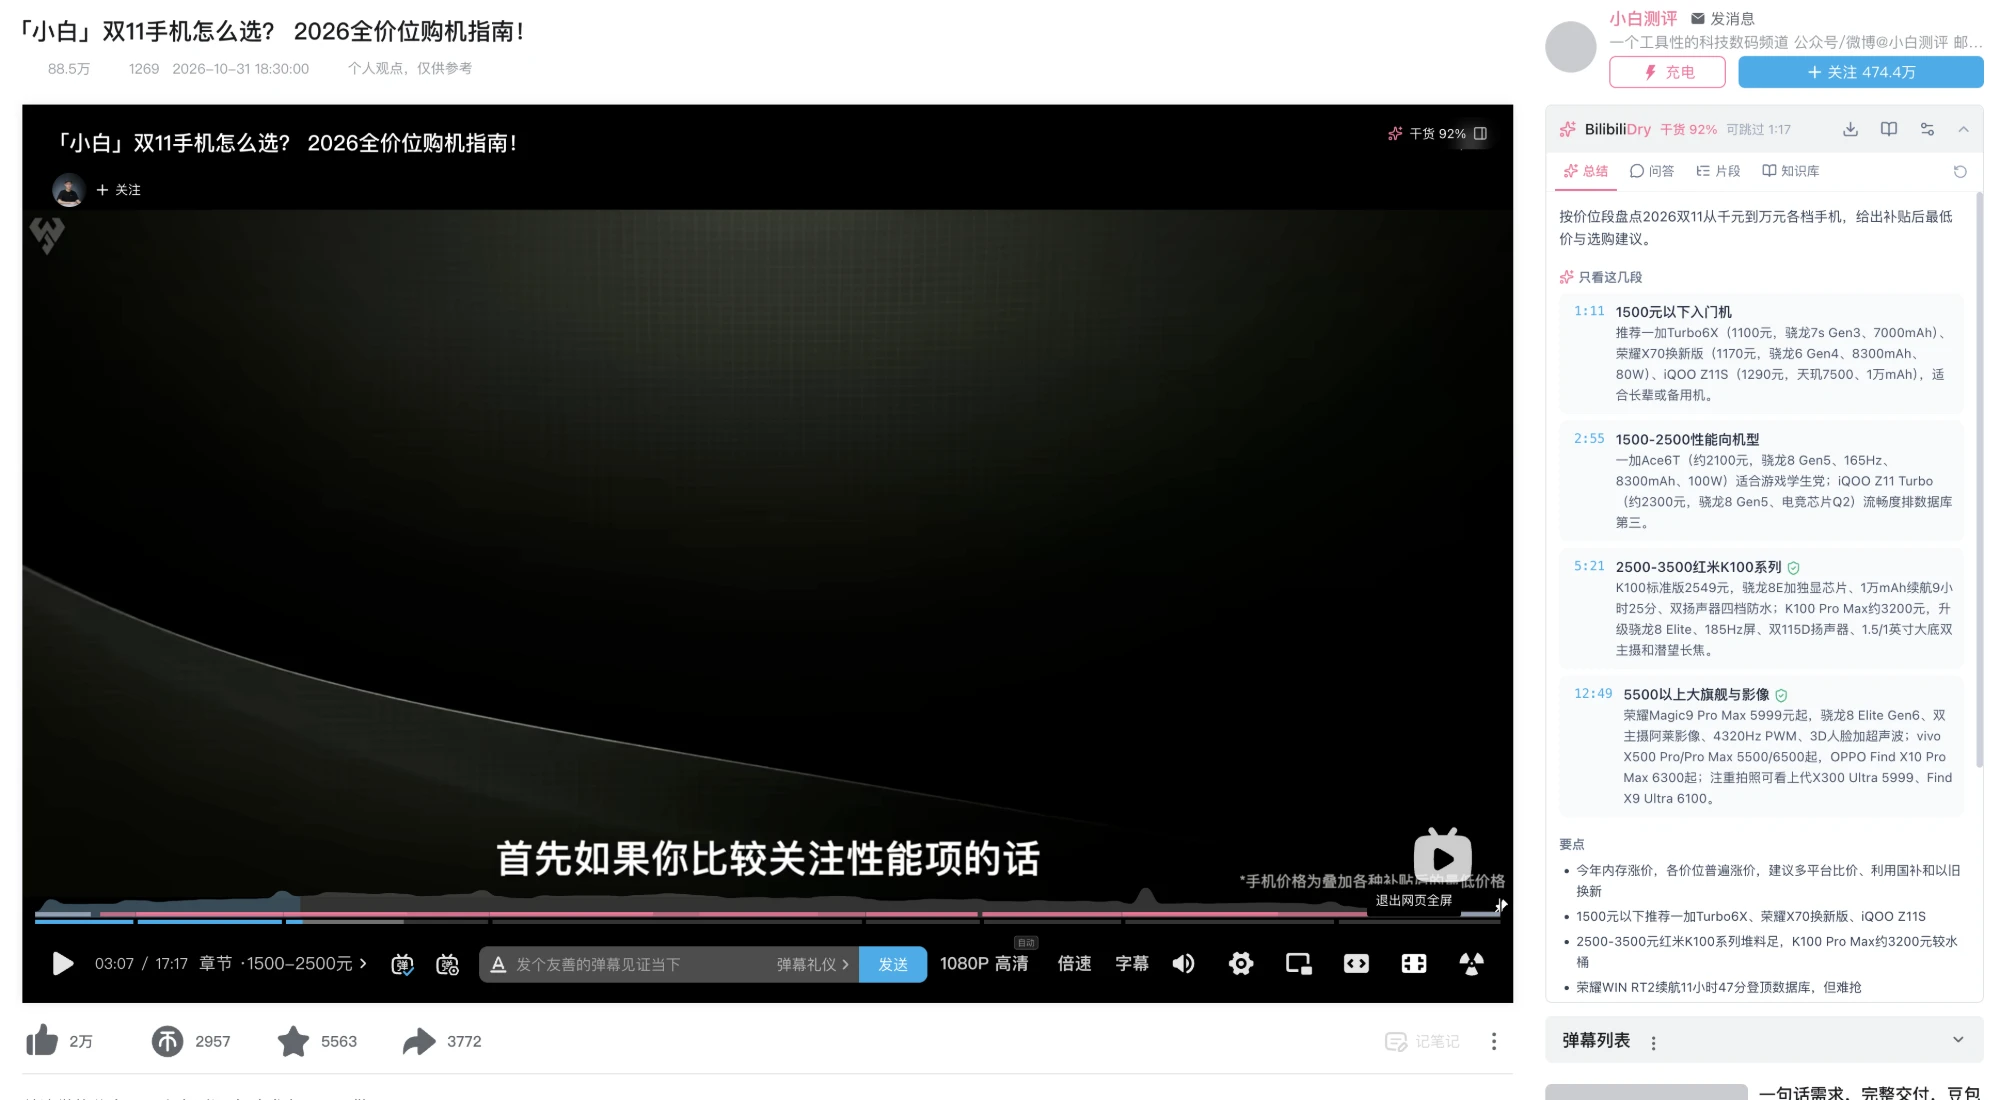 「小白」双11手机怎么选？ 2026全价位购机指南！
88.5万 1269 2026-10-31 18:30:00 个人观点，仅供参考
「小白」双11手机怎么选？ 2026全价位购机指南！
干货 92%
+ 关注
首先如果你比较关注性能项的话
退出网页全屏
03:07 / 17:17 章节 ·1500-2500元 >
弹
弹
A 发个友善的弹幕见证当下 弹幕礼仪 > 发送
自动
1080P 高清 倍速 字幕
2万 2957 5563 3772
记笔记
小白测评 发消息
一个工具性的科技数码频道 公众号/微博@小白测评 邮...
充电
+ 关注 474.4万
BilibiliDry 干货 92% 可跳过 1:17
总结 问答 片段 知识库
按价位段盘点2026双11从千元到万元各档手机，给出补贴后最低
价与选购建议。
只看这几段
1:11 1500元以下入门机
推荐一加Turbo6X（1100元，骁龙7s Gen3、7000mAh）、
荣耀X70换新版（1170元，骁龙6 Gen4、8300mAh、
80W）、iQOO Z11S（1290元，天玑7500、1万mAh），适
合长辈或备用机。
2:55 1500-2500性能向机型
一加Ace6T（约2100元，骁龙8 Gen5、165Hz、
8300mAh、100W）适合游戏学生党；iQOO Z11 Turbo
（约2300元，骁龙8 Gen5、电竞芯片Q2）流畅度排数据库
第三。
5:21 2500-3500红米K100系列
K100标准版2549元，骁龙8E加独显芯片、1万mAh续航9小
时25分、双扬声器四档防水；K100 Pro Max约3200元，升
级骁龙8 Elite、185Hz屏、双115D扬声器、1.5/1英寸大底双
主摄和潜望长焦。
12:49 5500以上大旗舰与影像
荣耀Magic9 Pro Max 5999元起，骁龙8 Elite Gen6、双
主摄阿莱影像、4320Hz PWM、3D人脸加超声波；vivo
X500 Pro/Pro Max 5500/6500起，OPPO Find X10 Pro
Max 6300起；注重拍照可看上代X300 Ultra 5999、Find
X9 Ultra 6100。
要点
• 今年内存涨价，各价位普遍涨价，建议多平台比价、利用国补和以旧
换新
• 1500元以下推荐一加Turbo6X、荣耀X70换新版、iQOO Z11S
• 2500-3500元红米K100系列堆料足，K100 Pro Max约3200元较水
桶
• 荣耀WIN RT2续航11小时47分登顶数据库，但难抢
弹幕列表
一句话需求，完整交付，豆包